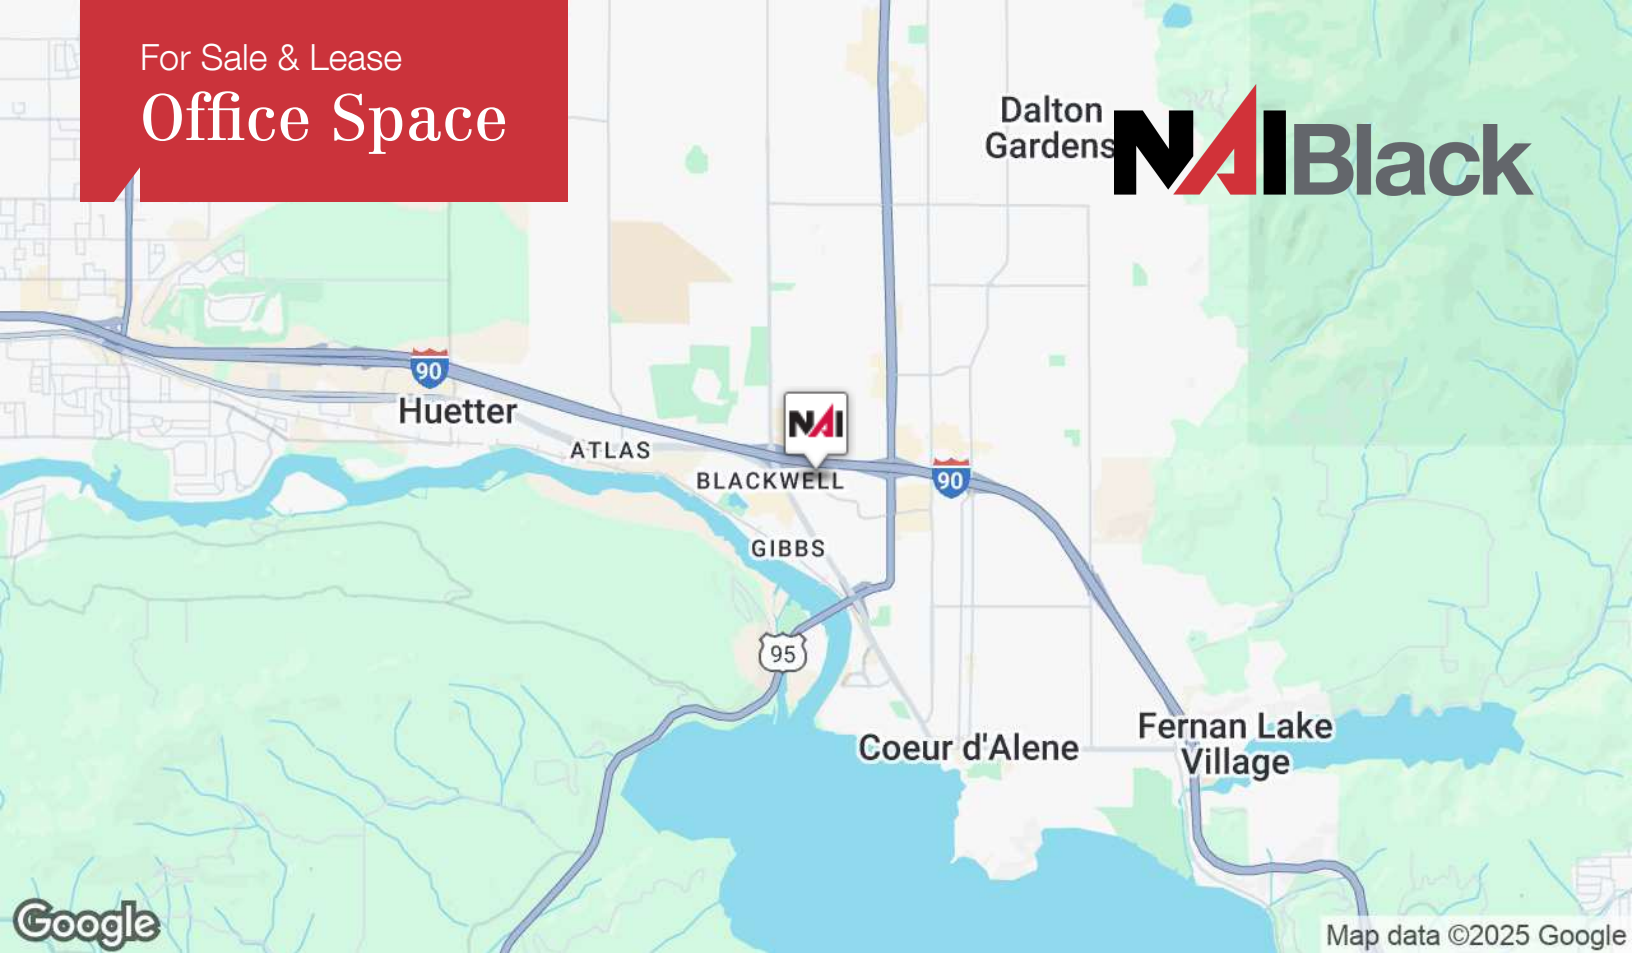 For Sale & Lease
Office Space
Dalton
Gardens
NAIBlack
90
Huetter
NAI
ATLAS
BLACKWELL
90
GIBBS
95
Coeur d'Alene
Fernan Lake
Village
Google
Map data ©2025 Google